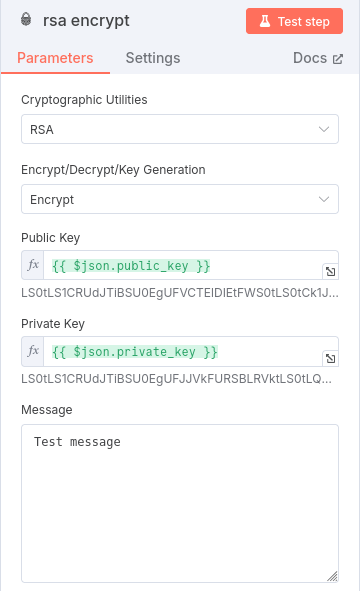 rsa encrypt
Test step
Parameters
Settings
Docs
Cryptographic Utilities
RSA
Encrypt/Decrypt/Key Generation
Encrypt
Public Key
fx {{ $json.public_key }}
LS0tLS1CRUdJTiBSU0EgUFVCTElDIEtFWS0tLS0tCk1J...
Private Key
fx {{ $json.private_key }}
LS0tLS1CRUdJTiBSU0EgUFJJVkFURSBLRVktLS0tLQ...
Message
Test message